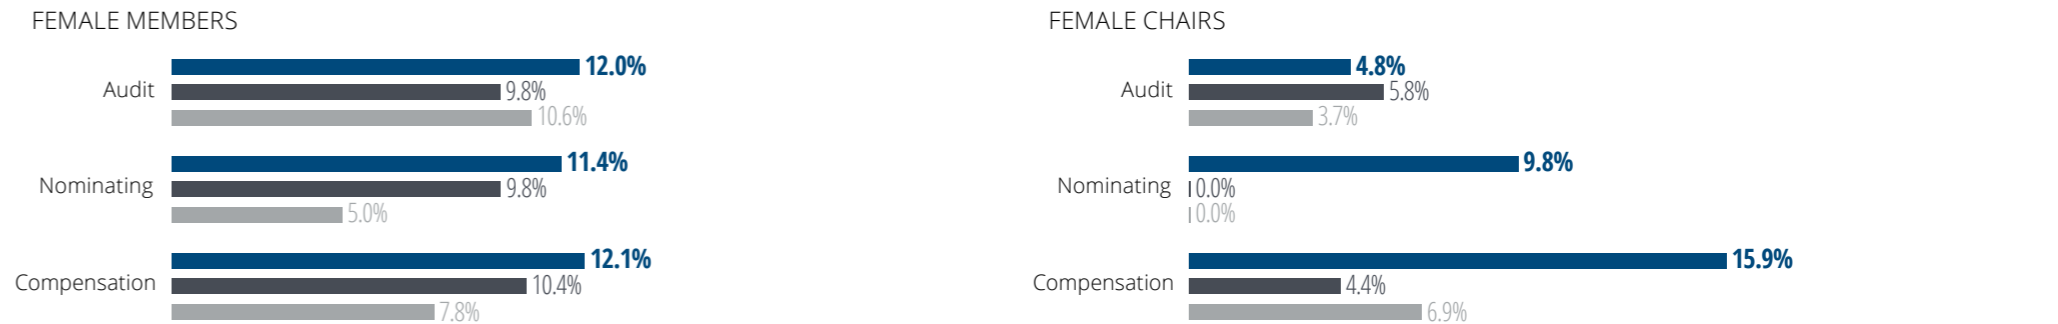 FEMALE MEMBERS
Audit
12.0%
9.8%
10.6%
Nominating
11.4%
9.8%
5.0%
Compensation
12.1%
10.4%
7.8%
FEMALE CHAIRS
Audit
4.8%
5.8%
3.7%
Nominating
9.8%
0.0%
0.0%
Compensation
15.9%
4.4%
6.9%